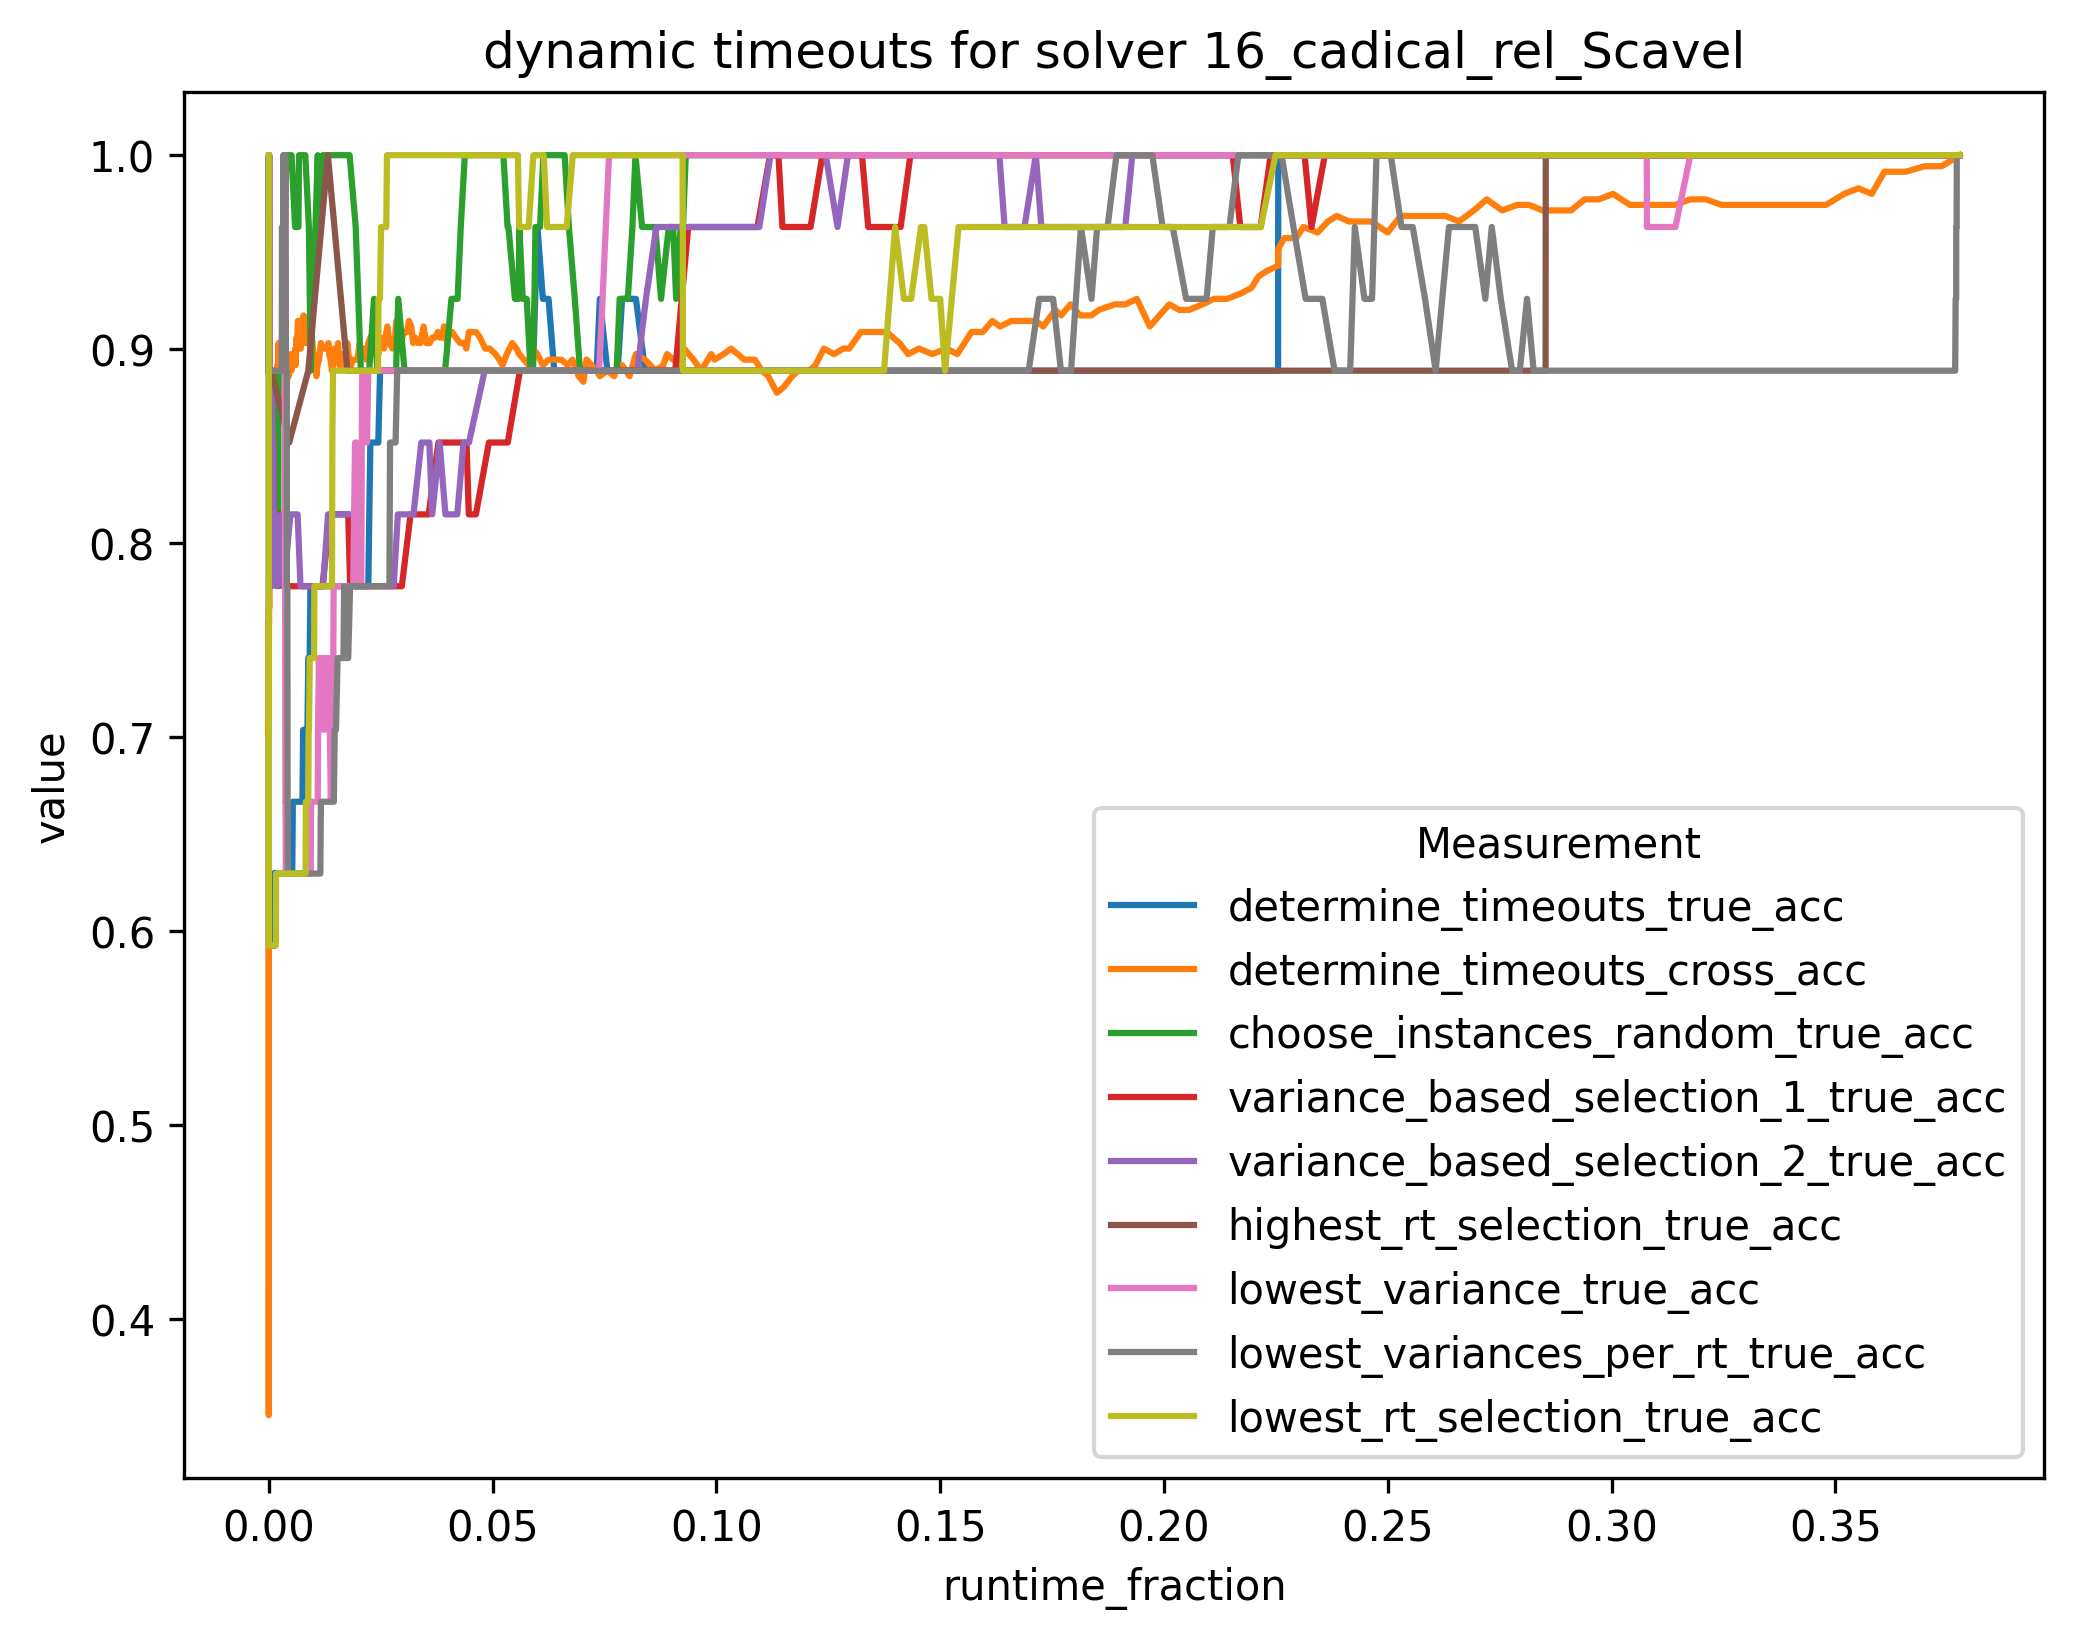 dynamic timeouts for solver 16_cadical_rel_Scavel
1.0
0.9
0.8
0.7
0.6
0.5
0.4
value
0.00 0.05 0.10 0.15 0.20 0.25 0.30 0.35
runtime_fraction
Measurement
determine_timeouts_true_acc
determine_timeouts_cross_acc
choose_instances_random_true_acc
variance_based_selection_1_true_acc
variance_based_selection_2_true_acc
highest_rt_selection_true_acc
lowest_variance_true_acc
lowest_variances_per_rt_true_acc
lowest_rt_selection_true_acc